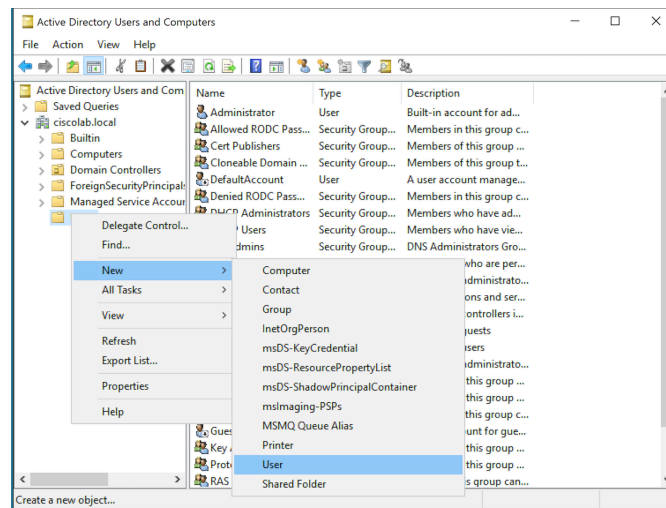 Active Directory Users and Computers
File Action View Help
Active Directory Users and Com
Saved Queries
ciscolab.local
Builtin
Computers
Domain Controllers
ForeignSecurityPrincipals
Managed Service Accour
Name Type Description
Administrator User Built-in account for ad...
Allowed RODC Pass... Security Group... Members in this group c...
Cert Publishers Security Group... Members of this group ...
Cloneable Domain ... Security Group... Members of this group t...
DefaultAccount User A user account manage...
Denied RODC Pass... Security Group... Members in this group c...
DHCP Administrators Security Group... Members who have ad...
Users Security Group... Members who have vie...
dmins Security Group... DNS Administrators Gro...
who are per...
dministrato...
ons and ser...
ontrollers i...
uests
sers
dministrato...
this group ...
this group ...
this group c...
Gues unt for gue...
Key this group ...
Prote this group ...
RAS s group can...
Delegate Control...
Find...
New
All Tasks
View
Refresh
Export List...
Properties
Help
Computer
Contact
Group
InetOrgPerson
msDS-KeyCredential
msDS-ResourcePropertyList
msDS-ShadowPrincipalContainer
msImaging-PSPs
MSMQ Queue Alias
Printer
User
Shared Folder
Create a new object...